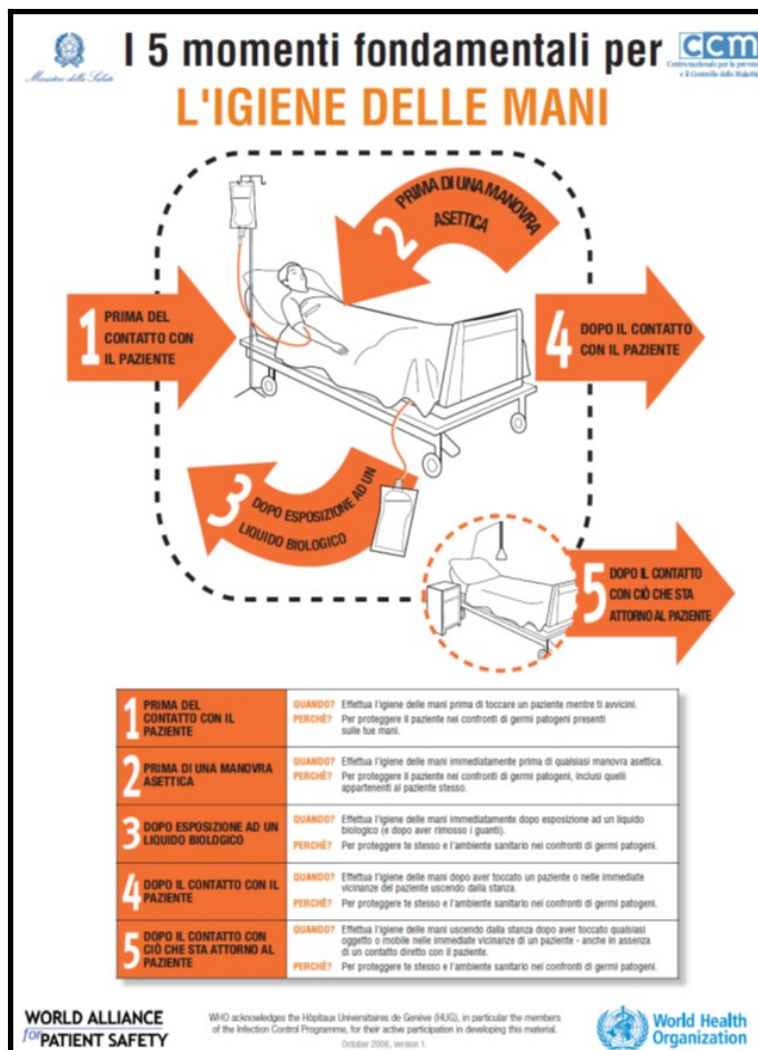 Ministero della Salute
I 5 momenti fondamentali per
ccm
Centro nazionale per la prevenzione
e il Controllo delle Malattie
L'IGIENE DELLE MANI
2 PRIMA DI UNA MANOVRA
ASETTICA
1 PRIMA DEL
CONTATTO CON
IL PAZIENTE
4 DOPO IL CONTATTO
CON IL PAZIENTE
3 DOPO ESPOSIZIONE AD UN
LIQUIDO BIOLOGICO
5 DOPO IL CONTATTO
CON CIÒ CHE STA
ATTORNO AL PAZIENTE
1 PRIMA DEL
CONTATTO CON IL
PAZIENTE
QUANDO? Effettua l'igiene delle mani prima di toccare un paziente mentre ti avvicini.
PERCHÈ? Per proteggere il paziente nei confronti di germi patogeni presenti
sulle tue mani.
2 PRIMA DI UNA MANOVRA
ASETTICA
QUANDO? Effettua l'igiene delle mani immediatamente prima di qualsiasi manovra asettica.
PERCHÈ? Per proteggere il paziente nei confronti di germi patogeni, inclusi quelli
appartenenti al paziente stesso.
3 DOPO ESPOSIZIONE AD UN
LIQUIDO BIOLOGICO
QUANDO? Effettua l'igiene delle mani immediatamente dopo esposizione ad un liquido
biologico (e dopo aver rimosso i guanti).
PERCHÈ? Per proteggere te stesso e l'ambiente sanitario nei confronti di germi patogeni.
4 DOPO IL CONTATTO CON IL
PAZIENTE
QUANDO? Effettua l'igiene delle mani dopo aver toccato un paziente o nelle immediate
vicinanze del paziente uscendo dalla stanza.
PERCHÈ? Per proteggere te stesso e l'ambiente sanitario nei confronti di germi patogeni.
5 DOPO IL CONTATTO CON
CIÒ CHE STA ATTORNO AL
PAZIENTE
QUANDO? Effettua l'igiene delle mani uscendo dalla stanza dopo aver toccato qualsiasi
oggetto o mobile nelle immediate vicinanze di un paziente - anche in assenza
di un contatto diretto con il paziente.
PERCHÈ? Per proteggere te stesso e l'ambiente sanitario nei confronti di germi patogeni.
WORLD ALLIANCE
for PATIENT SAFETY
WHO acknowledges the Hôpitaux Universitaires de Genève (HUG), in particular the members
of the Infection Control Programme, for their active participation in developing this material.
October 2006, version 1.
World Health
Organization